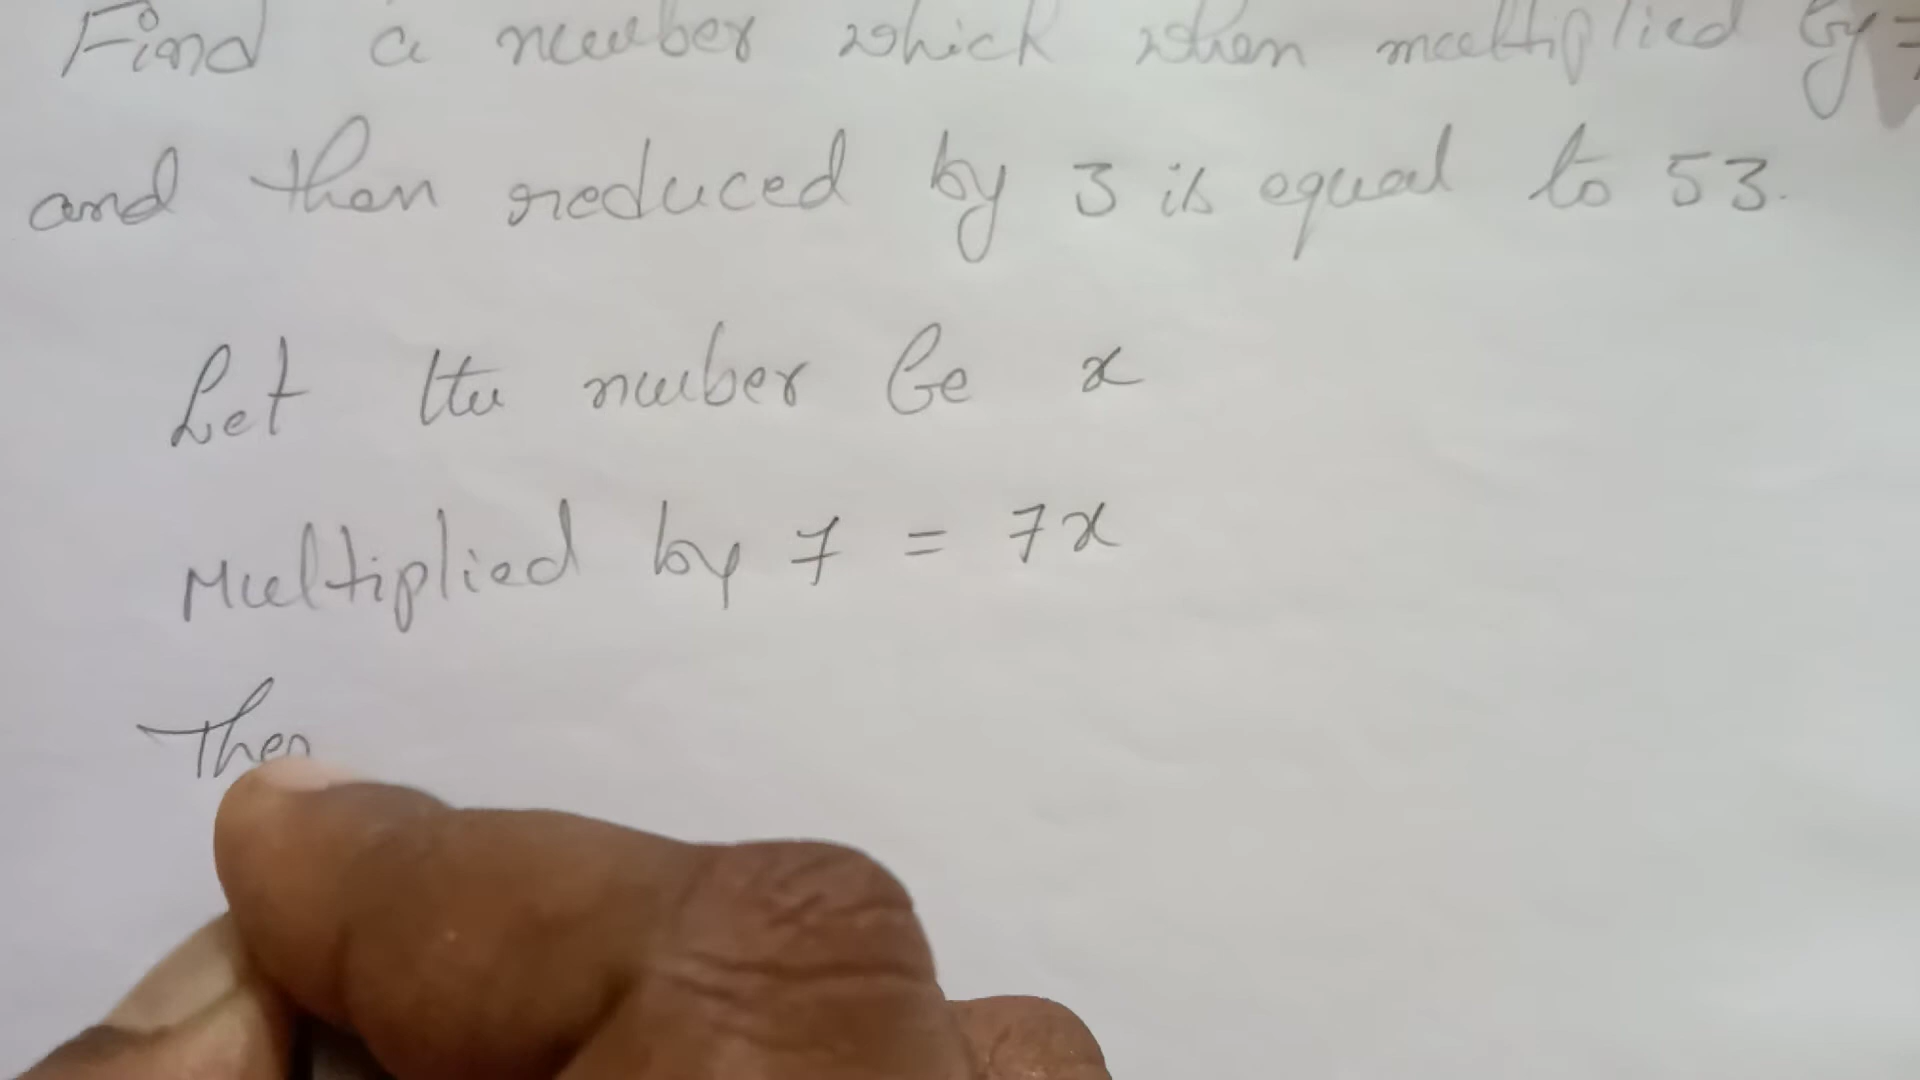 Find a number which when multiplied by 7
and then reduced by 3 is equal to 53.
Let the number be x
Multiplied by 7 = 7x
Then